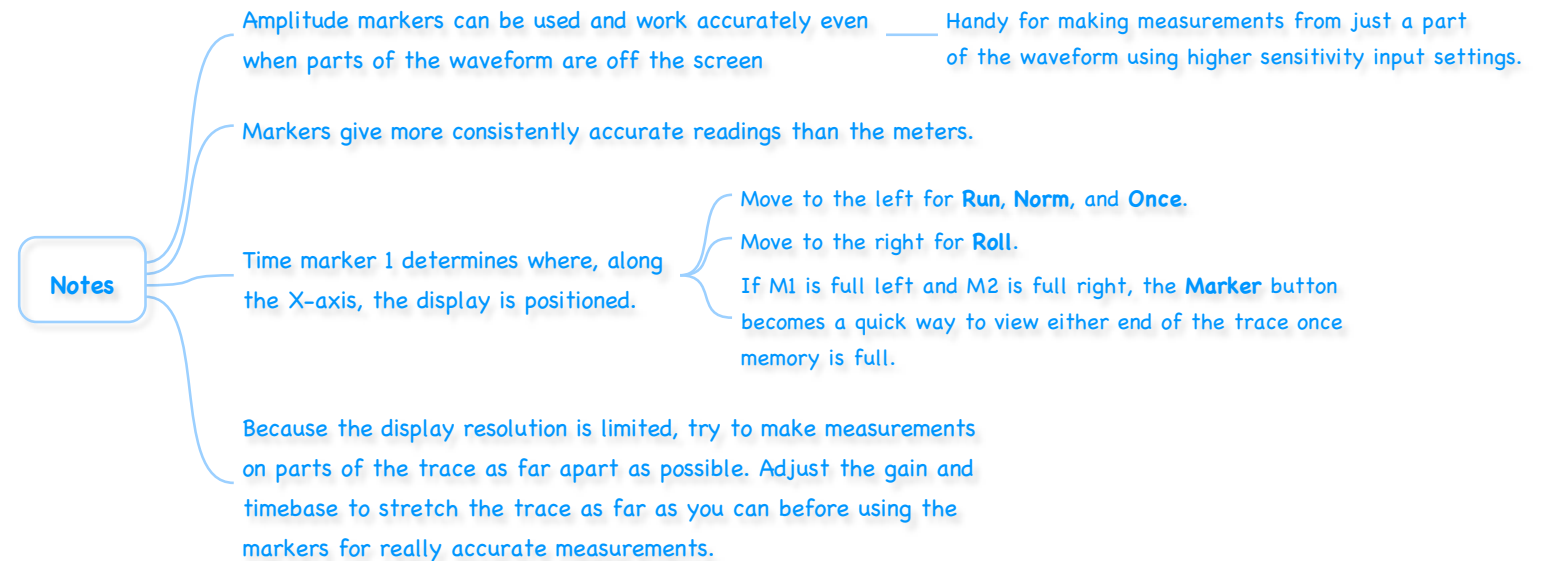 Amplitude markers can be used and work accurately even
when parts of the waveform are off the screen
Handy for making measurements from just a part
of the waveform using higher sensitivity input settings.
Markers give more consistently accurate readings than the meters.
Notes
Time marker 1 determines where, along
the X-axis, the display is positioned.
Move to the left for Run, Norm, and Once.
Move to the right for Roll.
If M1 is full left and M2 is full right, the Marker button
becomes a quick way to view either end of the trace once
memory is full.
Because the display resolution is limited, try to make measurements
on parts of the trace as far apart as possible. Adjust the gain and
timebase to stretch the trace as far as you can before using the
markers for really accurate measurements.